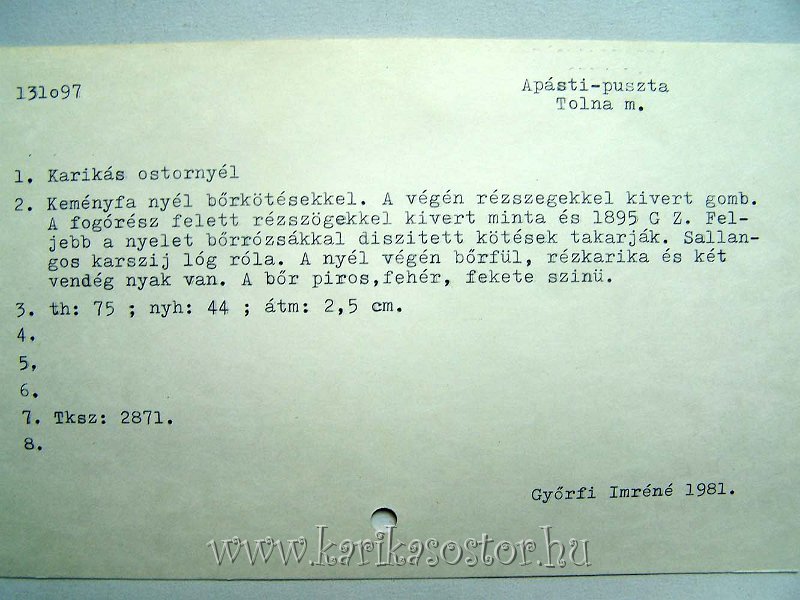 131o97
Apásti-puszta
Tolna m.
1. Karikás ostornyél
2. Keményfa nyél bőrkötésekkel. A végén rézszegekkel kivert gomb.
A fogórész felett rézszögekkel kivert minta és 1895 G Z. Fel-
jebb a nyelet bőrrózsákkal diszitett kötések takarják. Sallan-
gos karszij lóg róla. A nyél végén bőrfül, rézkarika és két
vendég nyak van. A bőr piros,fehér, fekete szinü.
3. th: 75 ; nyh: 44 ; átm: 2,5 cm.
4.
5,
6.
7. Tksz: 2871.
8.
Győrfi Imréné 1981.
www.karikasostor.hu